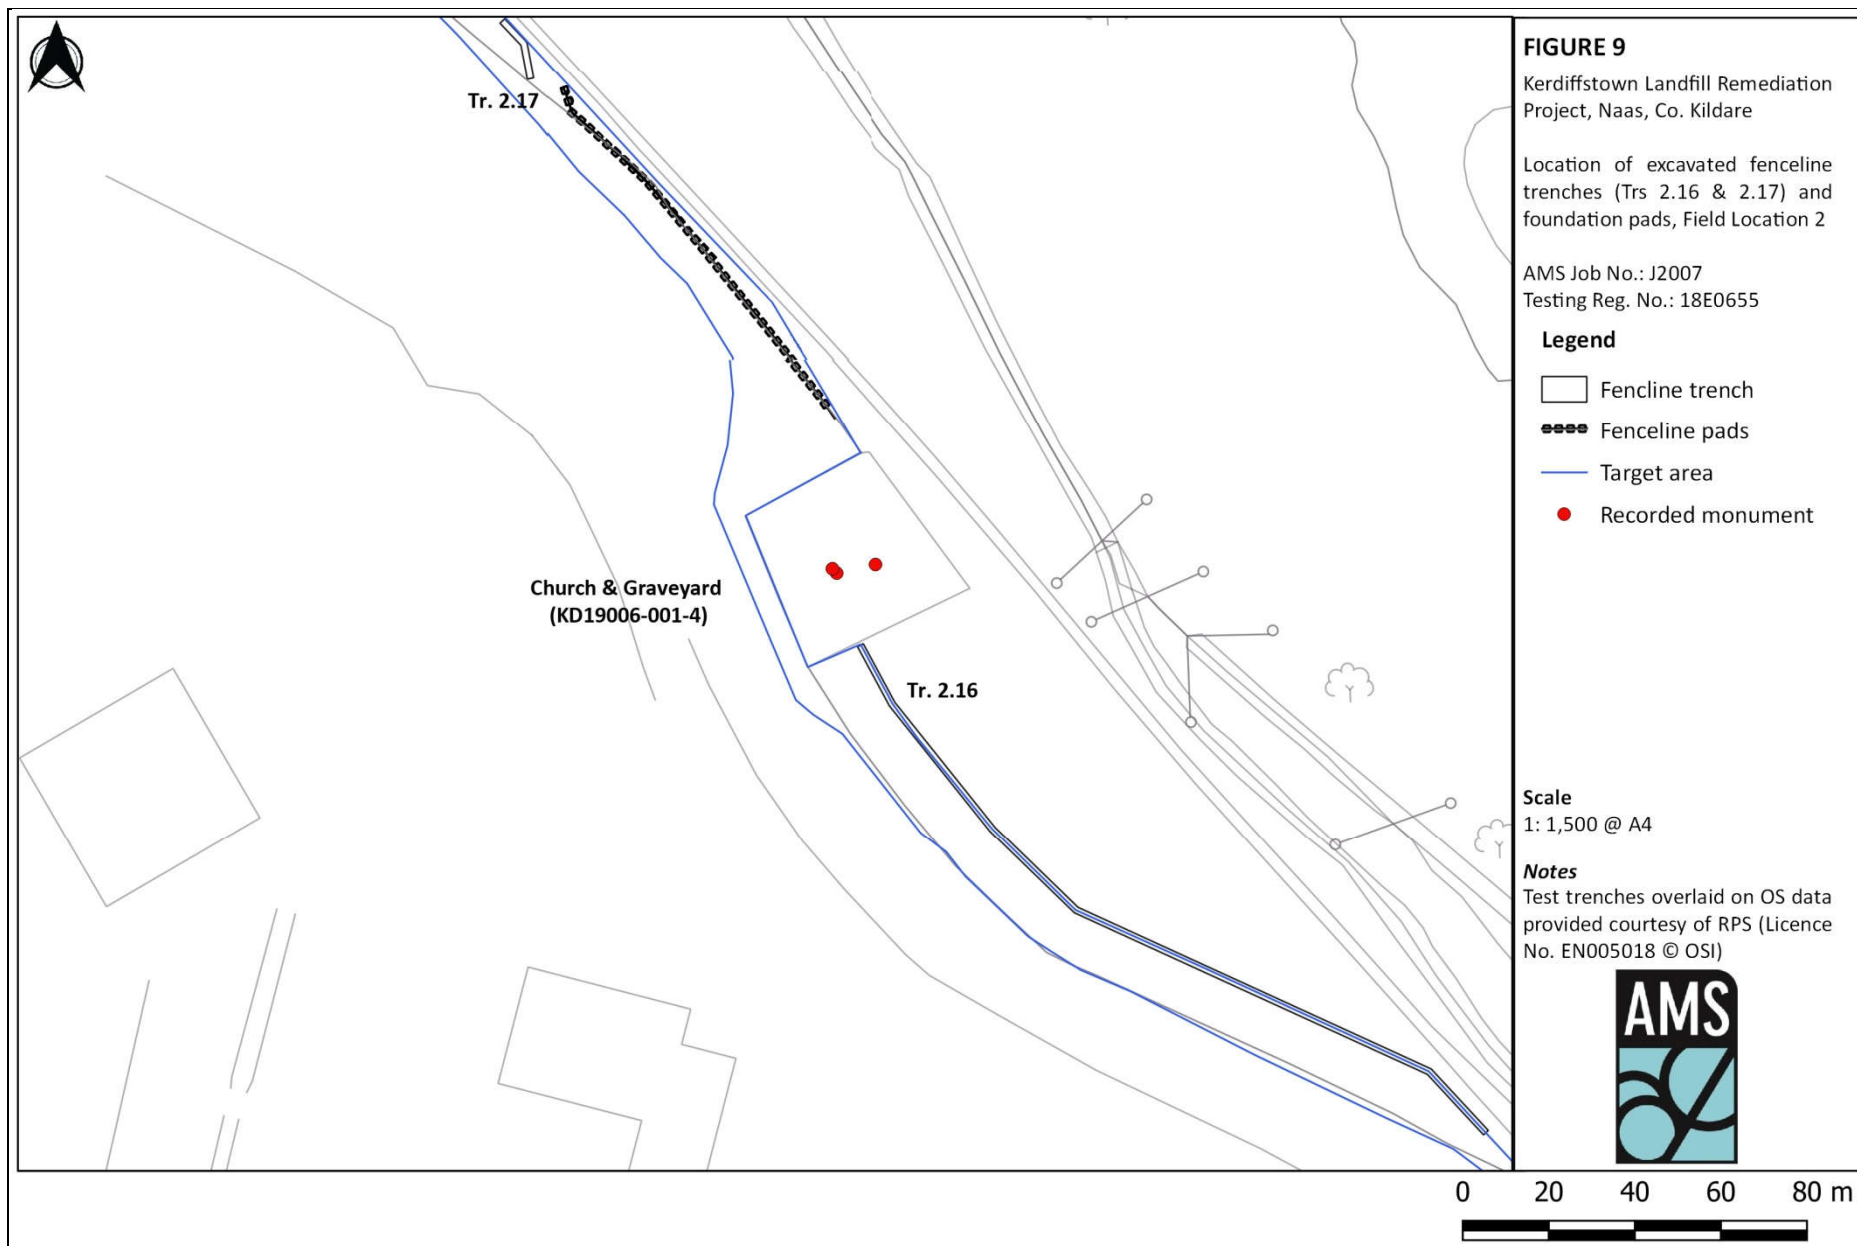 Tr. 2.17
Church & Graveyard
(KD19006-001-4)
Tr. 2.16
FIGURE 9
Kerdiffstown Landfill Remediation
Project, Naas, Co. Kildare
Location of excavated fenceline
trenches (Trs 2.16 & 2.17) and
foundation pads, Field Location 2
AMS Job No.: J2007
Testing Reg. No.: 18E0655
Legend
Fencline trench
Fenceline pads
Target area
Recorded monument
Scale
1: 1,500 @ A4
Notes
Test trenches overlaid on OS data
provided courtesy of RPS (Licence
No. EN005018 © OSI)
AMS
0 20 40 60 80 m